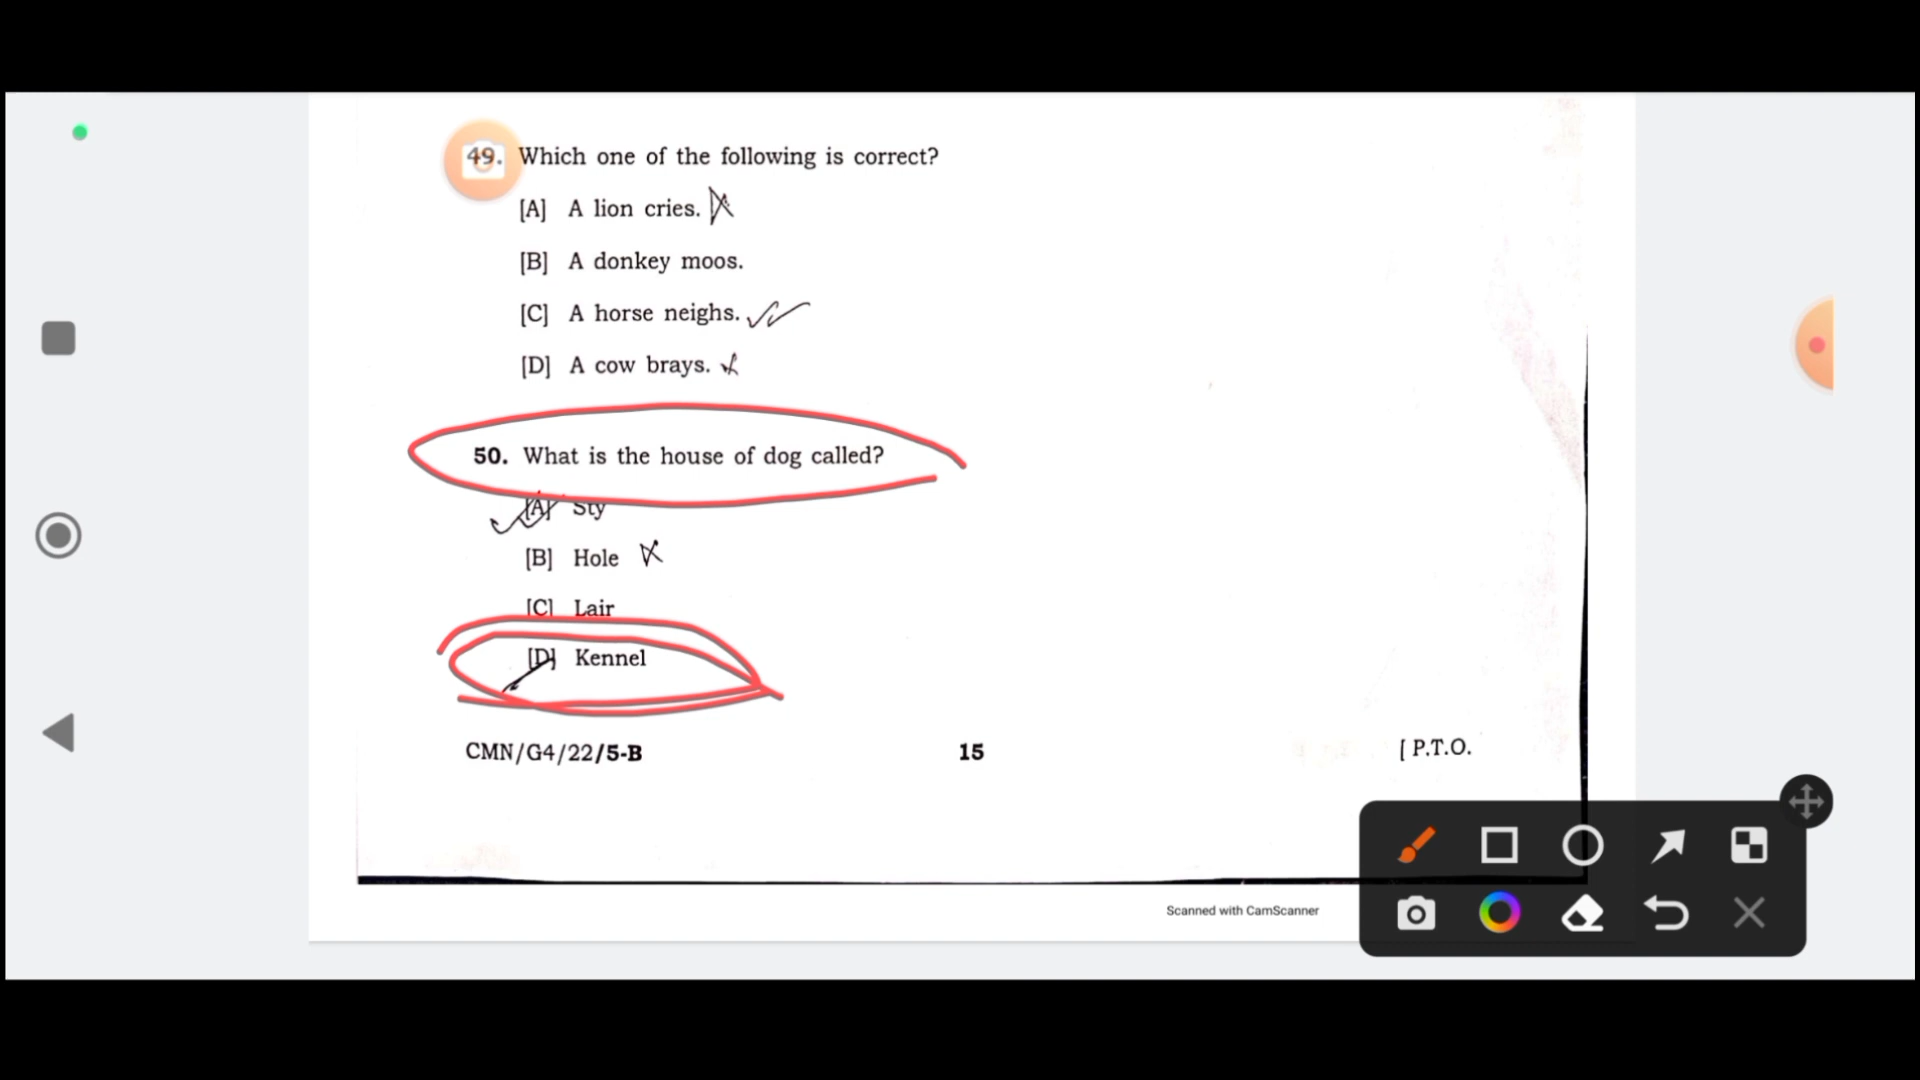 49. Which one of the following is correct?
[A] A lion cries.
[B] A donkey moos.
[C] A horse neighs.
[D] A cow brays.
50. What is the house of dog called?
[A] Sty
[B] Hole
[C] Lair
[D] Kennel
CMN/G4/22/5-B 15 [ P.T.O.
Scanned with CamScanner